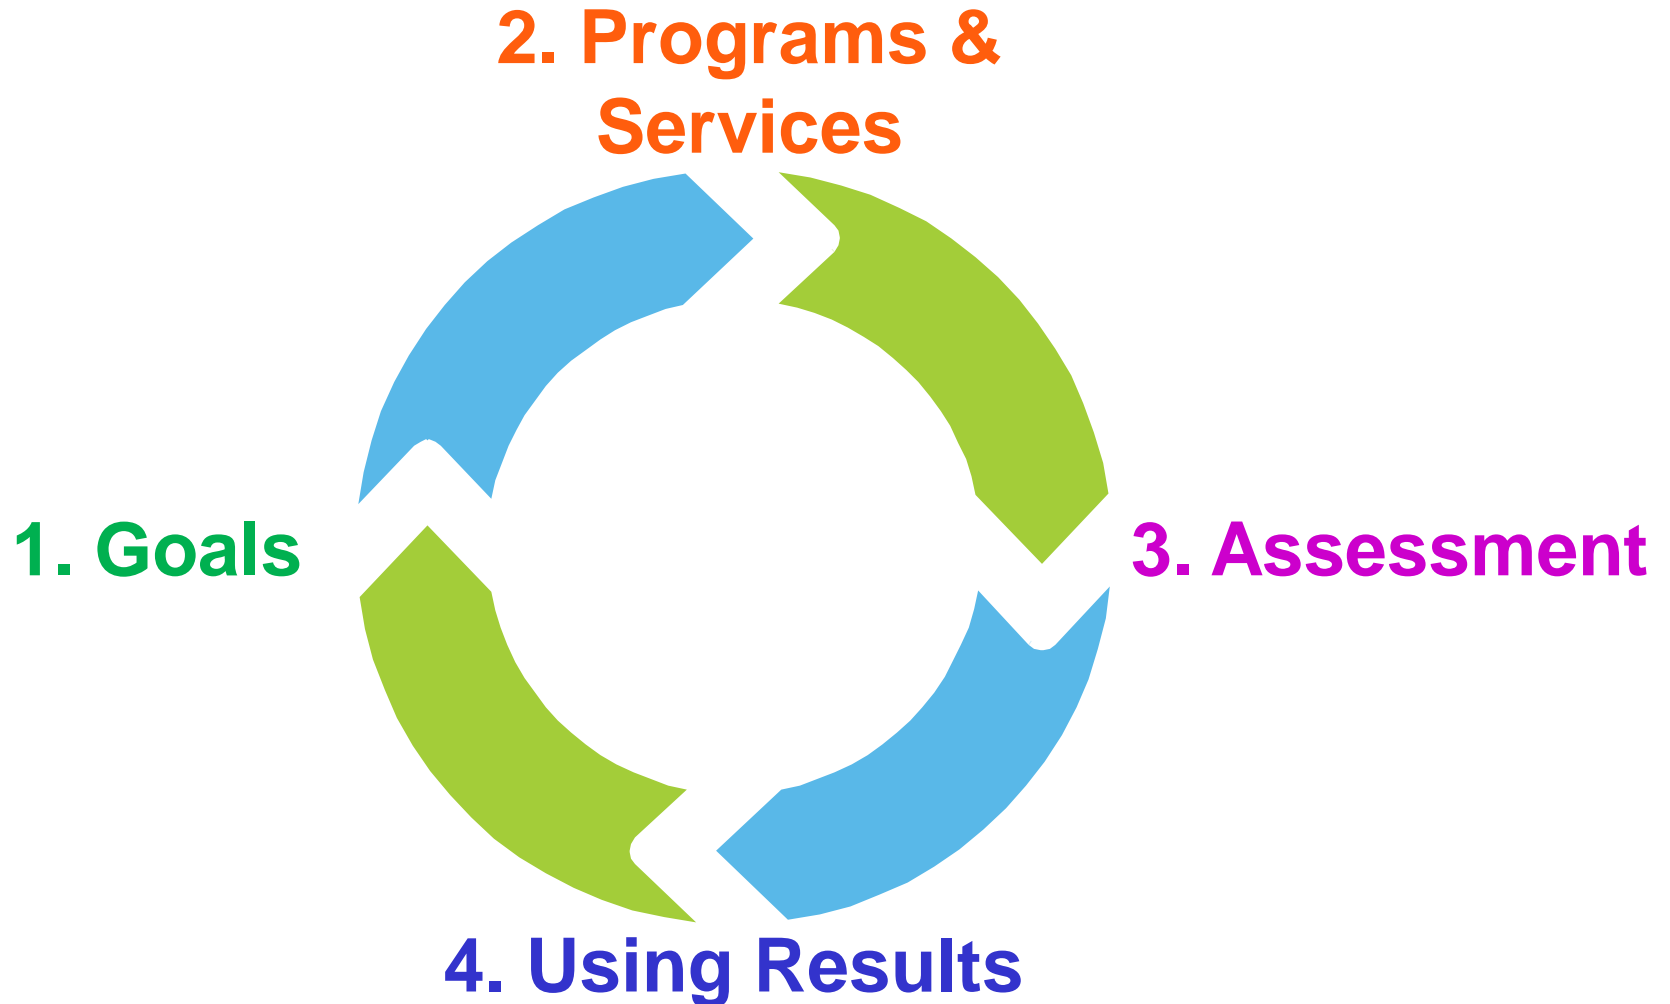 2. Programs &
Services
1. Goals
3. Assessment
4. Using Results